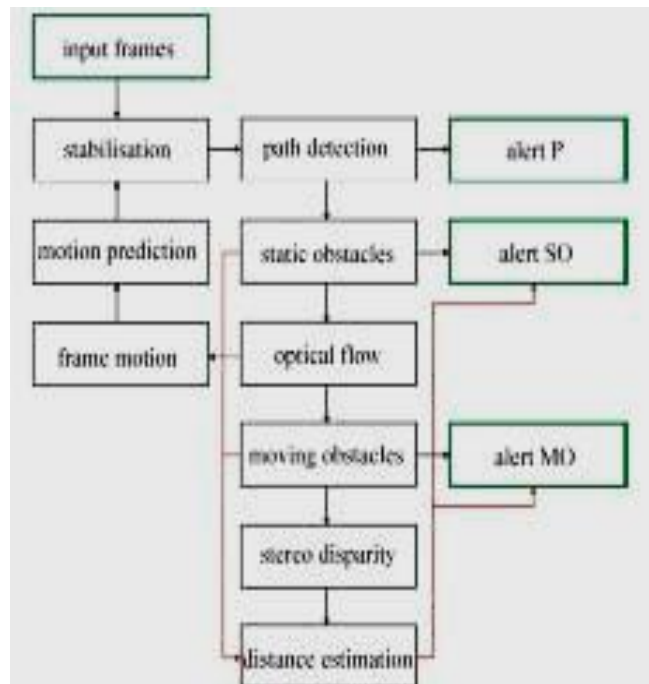 input frames
stabilisation
path detection
alert P
motion prediction
static obstacles
alert SO
frame motion
optical flow
moving obstacles
alert MO
stereo disparity
distance estimation